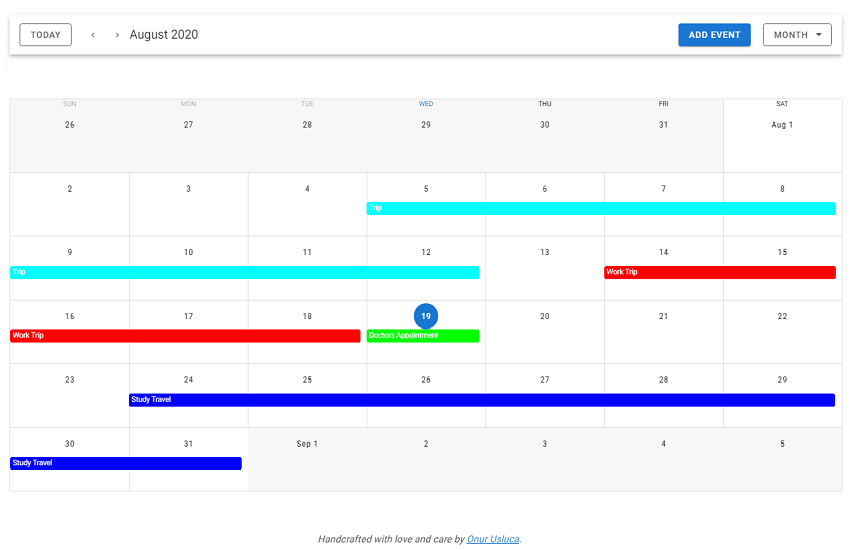 TODAY ‹ › August 2020 ADD EVENT MONTH
SUN MON TUE WED THU FRI SAT
26 27 28 29 30 31 Aug 1
2 3 4 5 6 7 8
Trip
9 10 11 12 13 14 15
Trip Work Trip
16 17 18 19 20 21 22
Work Trip Doctors Appointment
23 24 25 26 27 28 29
Study Travel
30 31 Sep 1 2 3 4 5
Study Travel
Handcrafted with love and care by Onur Usluca.